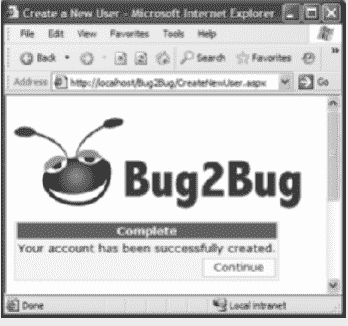 Create a New User - Microsoft Internet Explorer
File Edit View Favorites Tools Help
Back Search Favorites
Address http://localhost/Bug2Bug/CreateNewUser.aspx Go
Bug2Bug
Complete
Your account has been successfully created.
Continue
Done Local intranet